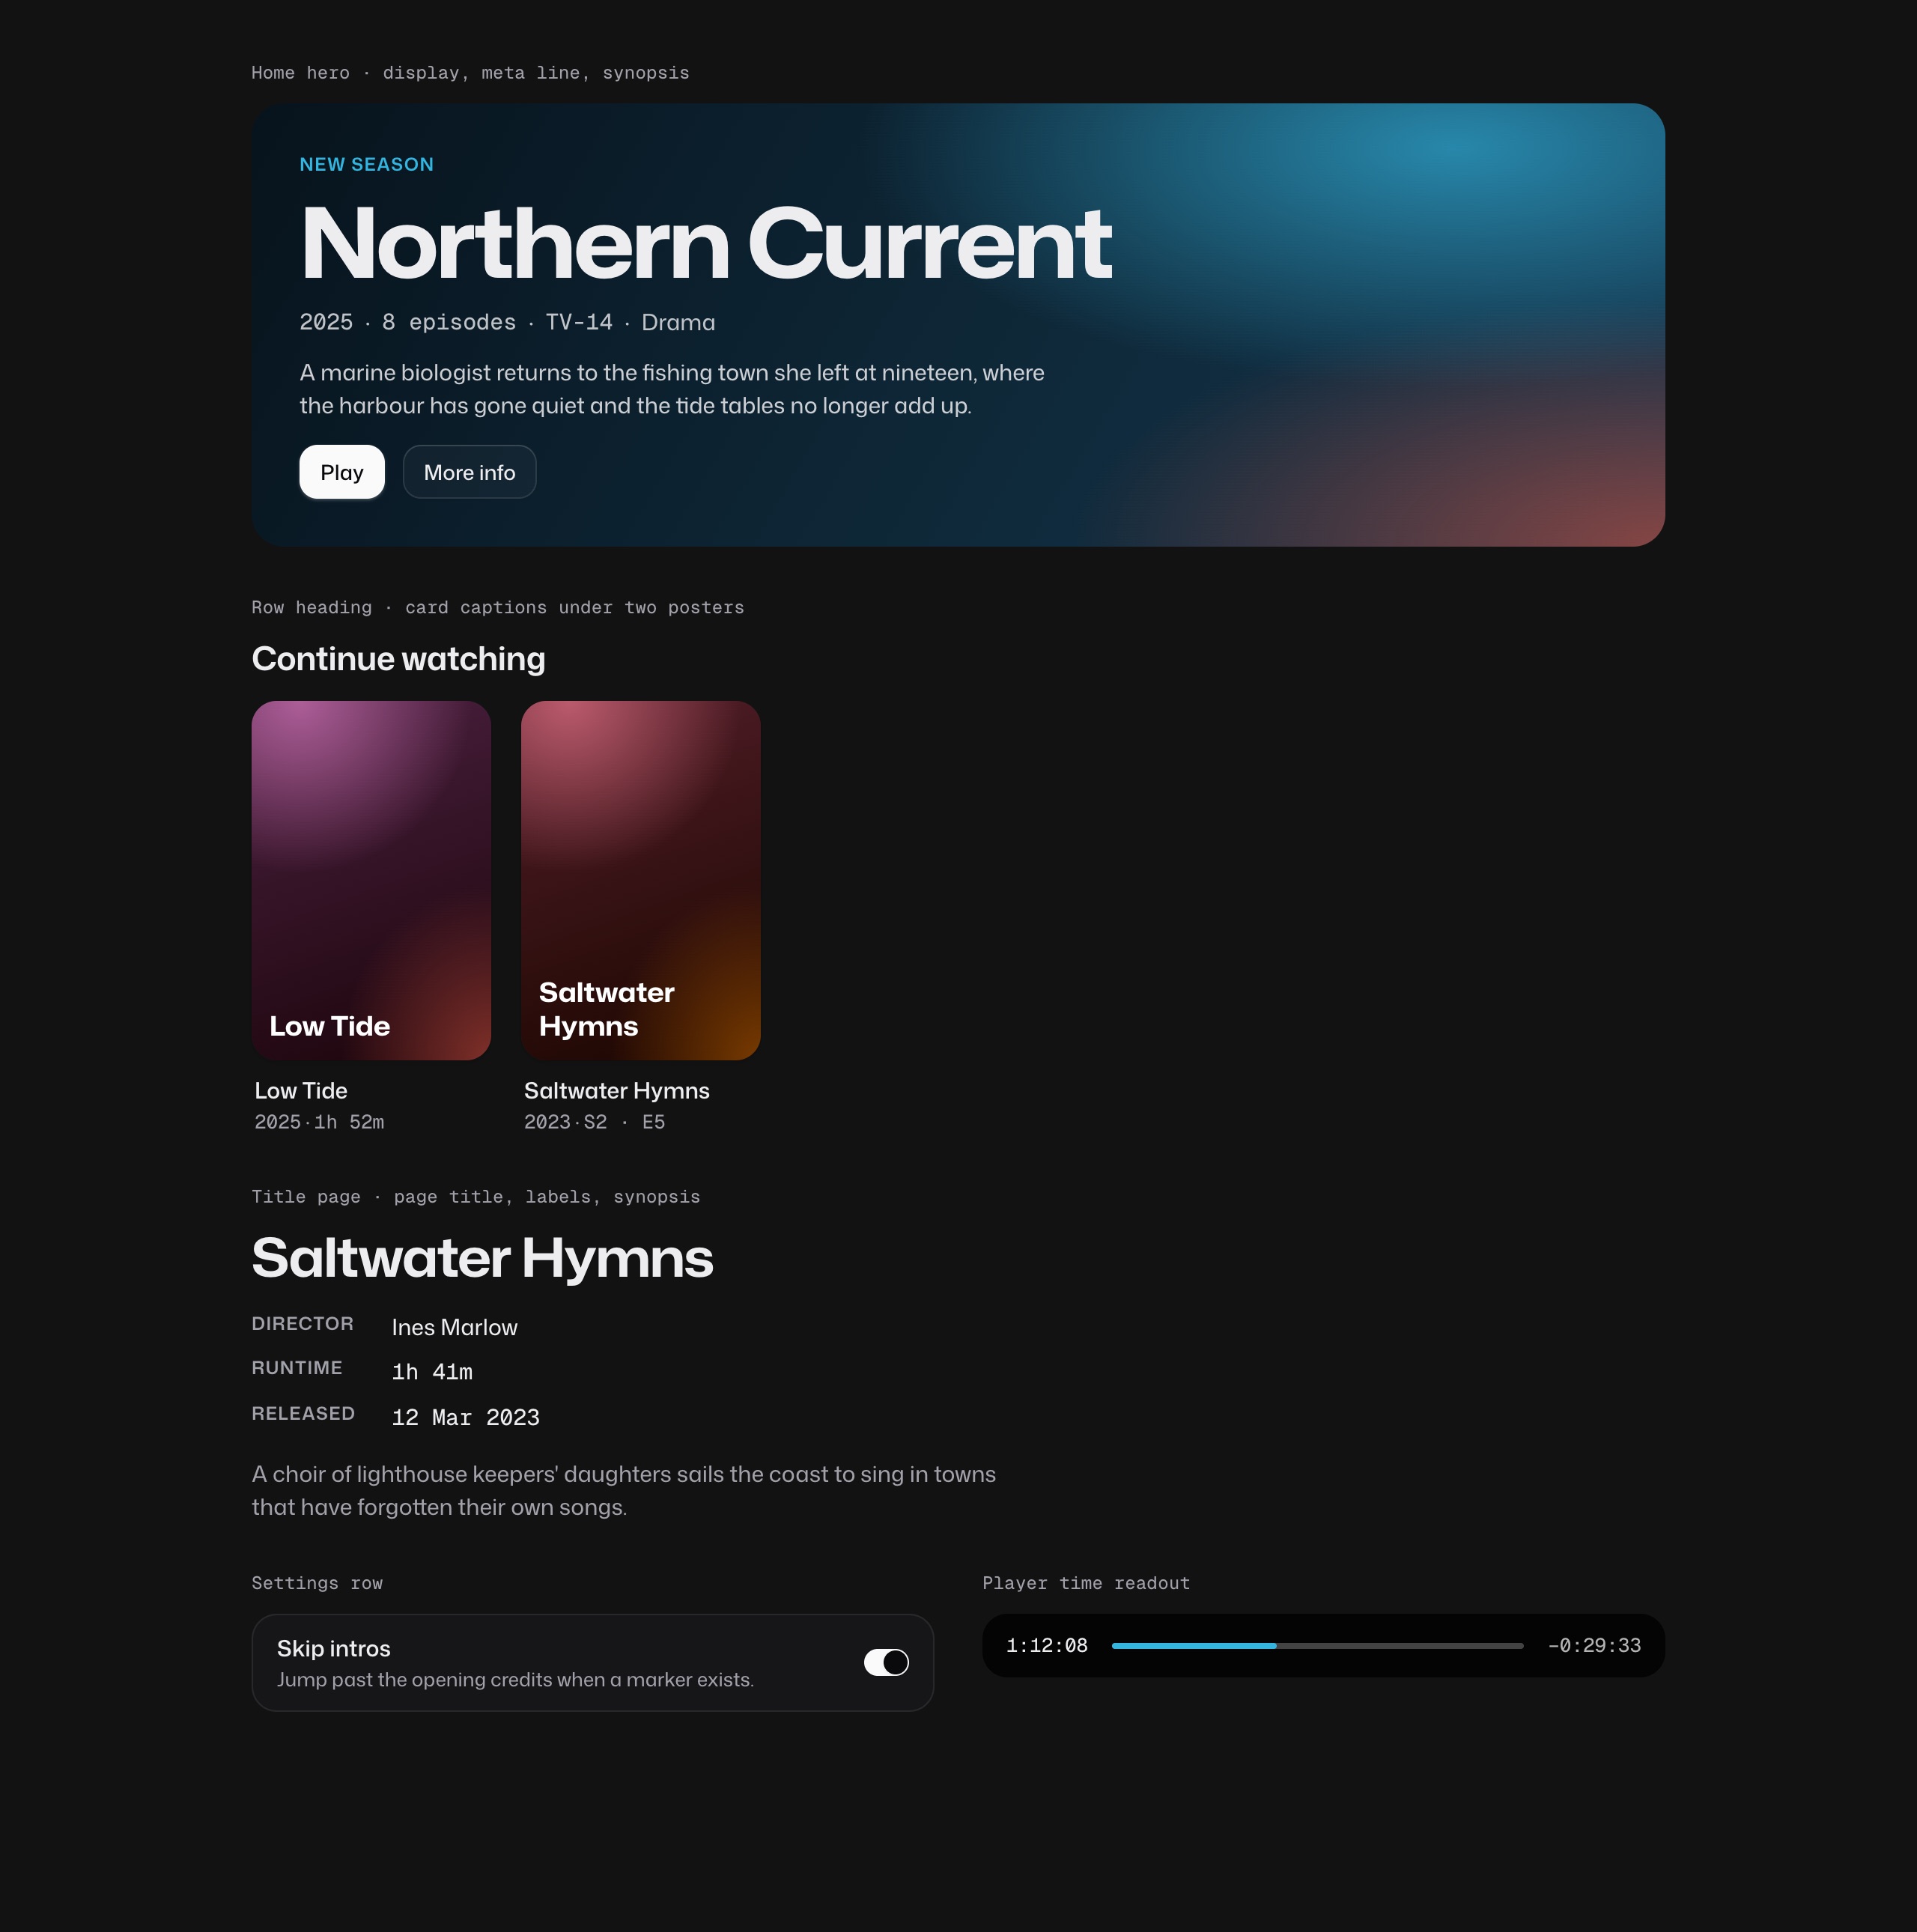 Home hero · display, meta line, synopsis
NEW SEASON
Northern Current
2025 · 8 episodes · TV-14 · Drama
A marine biologist returns to the fishing town she left at nineteen, where
the harbour has gone quiet and the tide tables no longer add up.
Play
More info
Row heading · card captions under two posters
Continue watching
Low Tide
Saltwater
Hymns
Low Tide
2025·1h 52m
Saltwater Hymns
2023·S2 · E5
Title page · page title, labels, synopsis
Saltwater Hymns
DIRECTOR Ines Marlow
RUNTIME 1h 41m
RELEASED 12 Mar 2023
A choir of lighthouse keepers' daughters sails the coast to sing in towns
that have forgotten their own songs.
Settings row
Skip intros
Jump past the opening credits when a marker exists.
Player time readout
1:12:08
−0:29:33